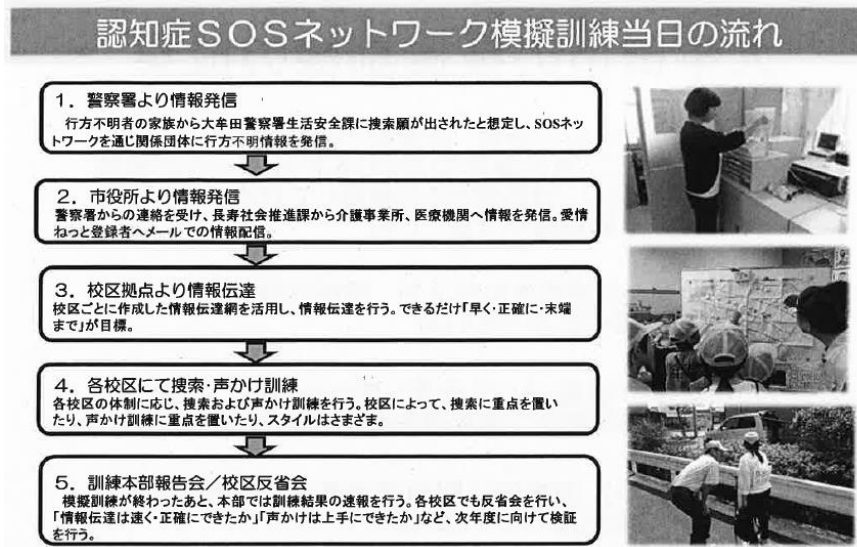 認知症ＳＯＳネットワーク模擬訓練当日の流れ
１．警察署より情報発信
行方不明者の家族から大牟田警察署生活安全課に捜索願が出されたと想定し、SOSネッ
トワークを通じ関係団体に行方不明情報を発信。
２．市役所より情報発信
警察署からの連絡を受け、長寿社会推進課から介護事業所、医療機関へ情報を発信。愛情
ねっと登録者へメールでの情報配信。
３．校区拠点より情報伝達
校区ごとに作成した情報伝達網を活用し、情報伝達を行う。できるだけ「早く・正確に・末端
まで」が目標。
４．各校区にて捜索・声かけ訓練
各校区の体制に応じ、捜索および声かけ訓練を行う。校区によって、捜索に重点を置い
たり、声かけ訓練に重点を置いたり、スタイルはさまざま。
５．訓練本部報告会／校区反省会
模擬訓練が終わったあと、本部では訓練結果の速報を行う。各校区でも反省会を行い、
「情報伝達は速く・正確にできたか」「声かけは上手にできたか」など、次年度に向けて検証
を行う。